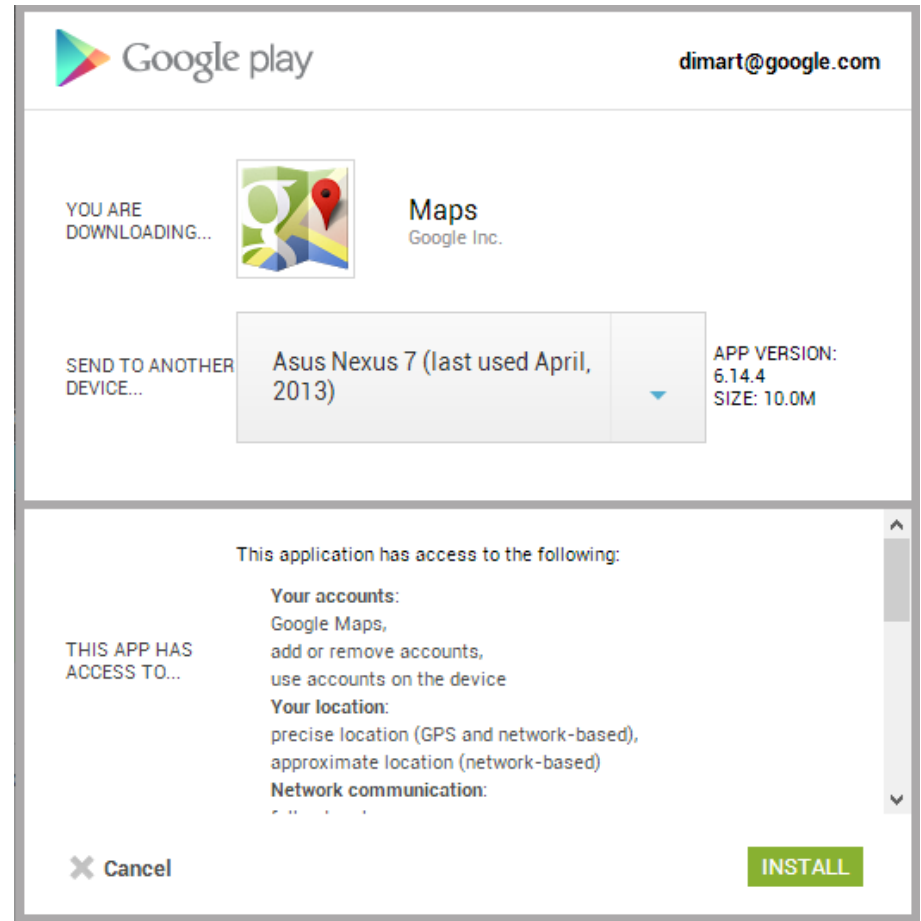 Google play
dimart@google.com
YOU ARE
DOWNLOADING...
Maps
Google Inc.
SEND TO ANOTHER
DEVICE...
Asus Nexus 7 (last used April,
2013)
APP VERSION:
6.14.4
SIZE: 10.0M
This application has access to the following:
THIS APP HAS
ACCESS TO...
Your accounts:
Google Maps,
add or remove accounts,
use accounts on the device
Your location:
precise location (GPS and network-based),
approximate location (network-based)
Network communication:
Cancel
INSTALL